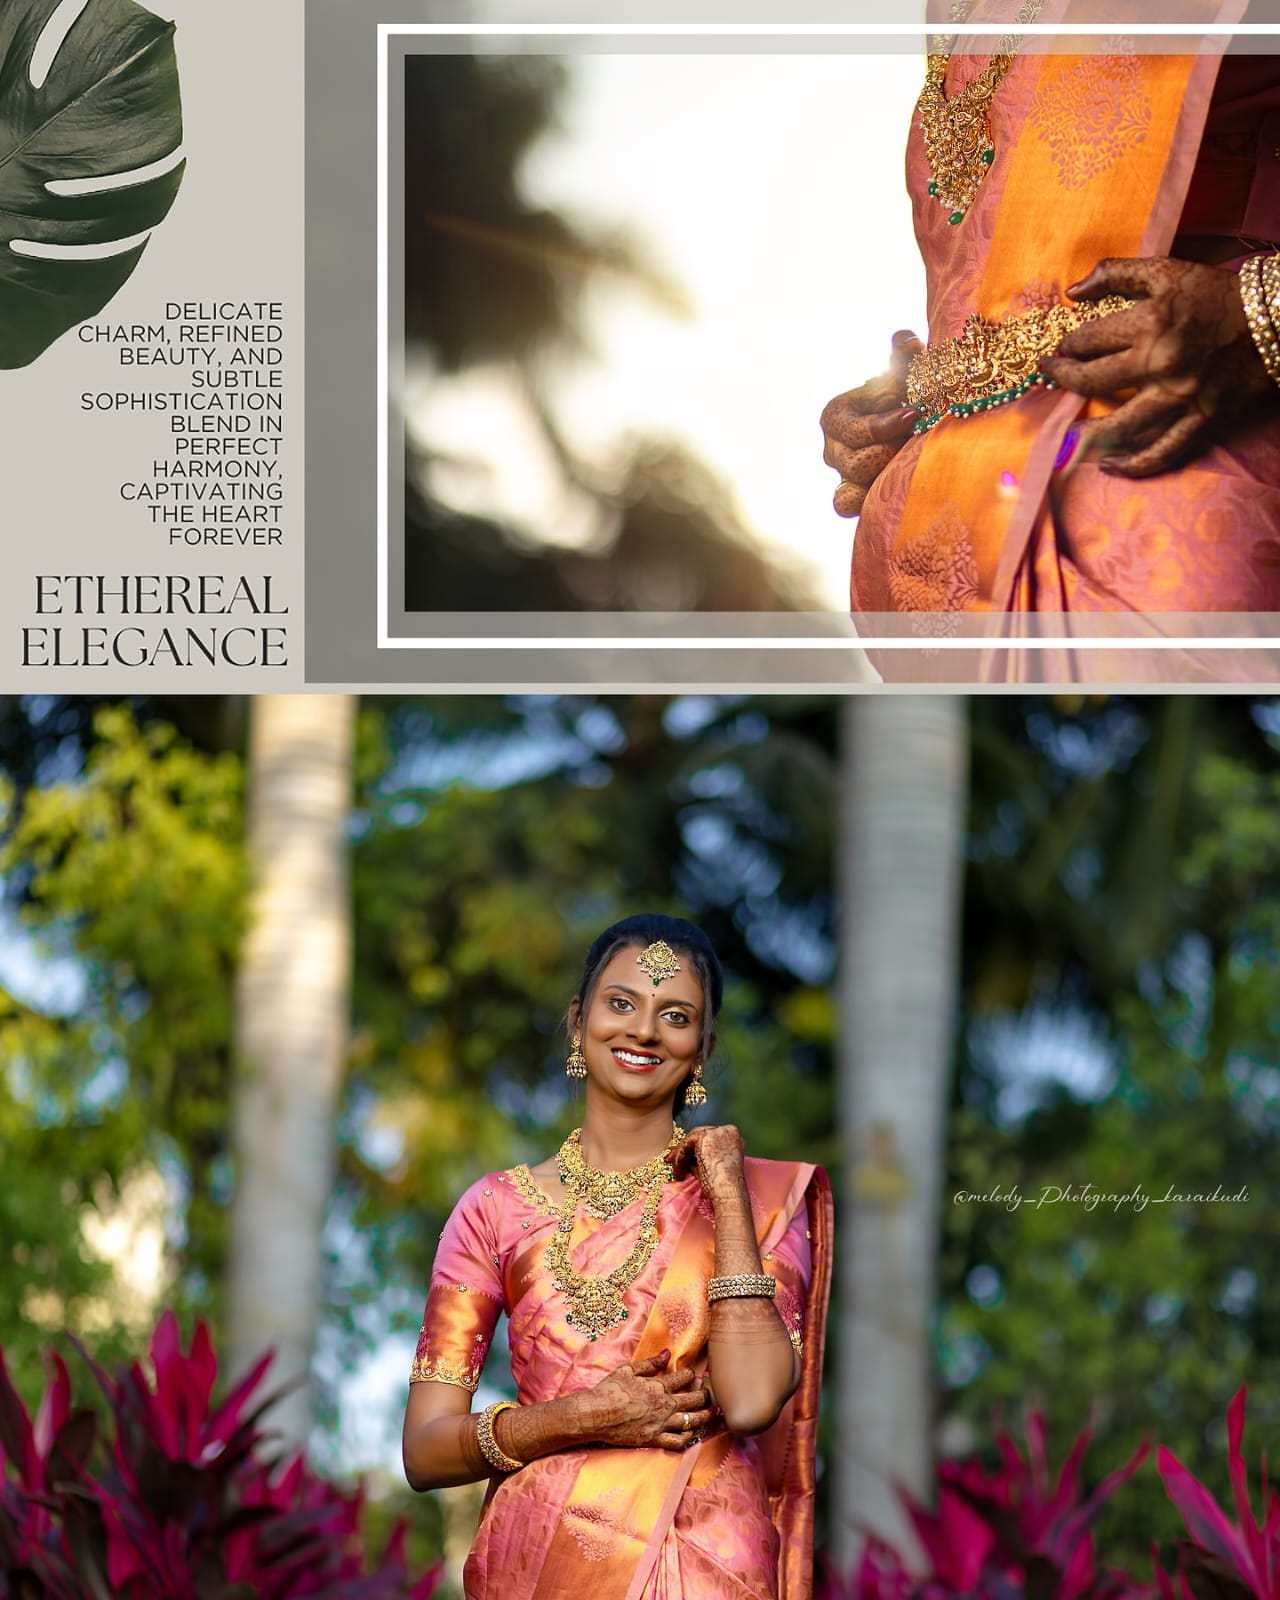 DELICATE
CHARM, REFINED
BEAUTY, AND
SUBTLE
SOPHISTICATION
BLEND IN
PERFECT
HARMONY,
CAPTIVATING
THE HEART
FOREVER
ETHEREAL
ELEGANCE
@melody_Photography_karaikudi